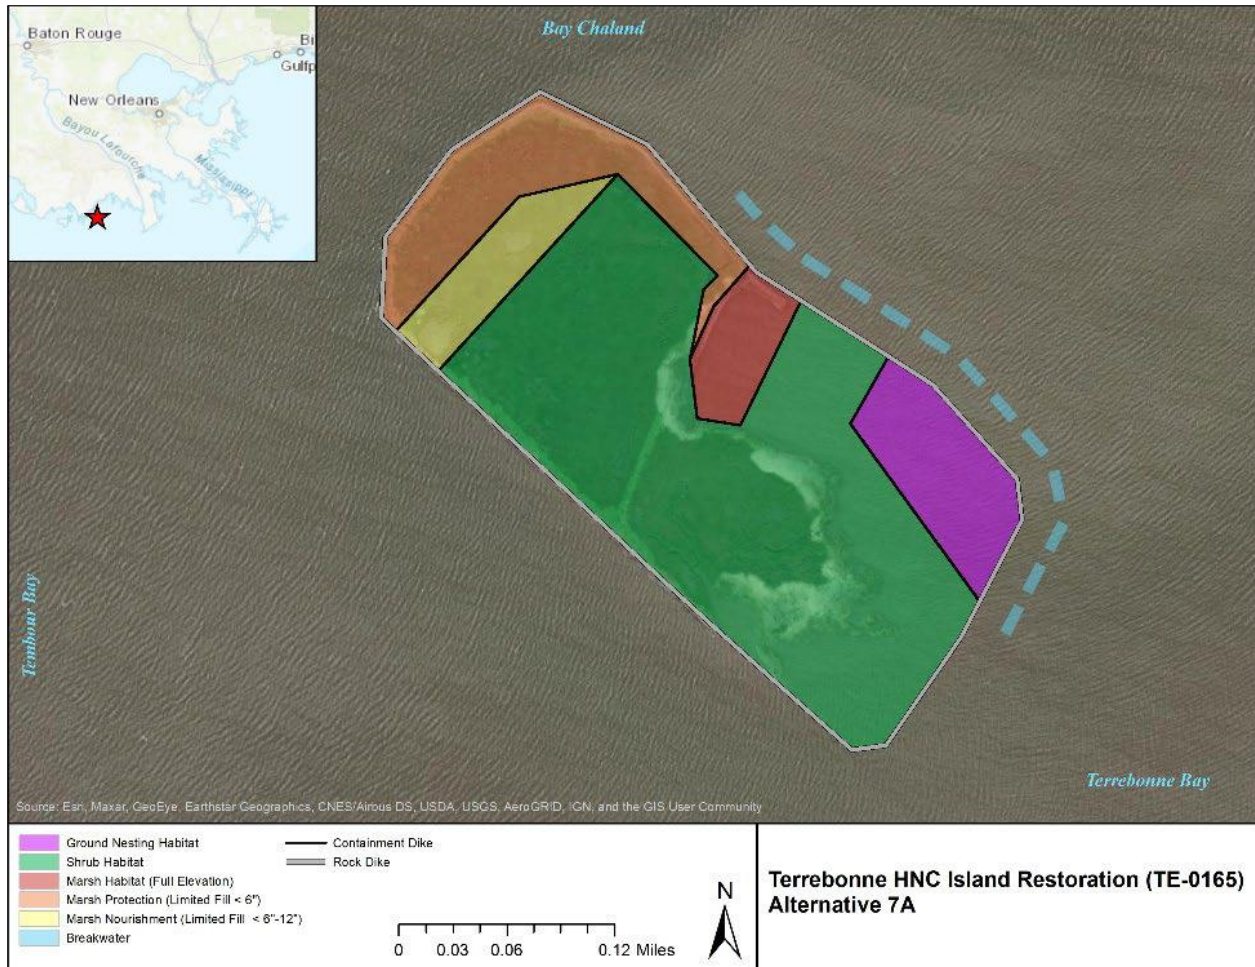 Bay Chaland
Baton Rouge
Bi
Gulfp
New Orleans
Bayou Lafourche
Mississippi
Tembour Bay
Terrebonne Bay
Source: Esri, Maxar, GeoEye, Earthstar Geographics, CNES/Airbus DS, USDA, USGS, AeroGRID, IGN, and the GIS User Community
Ground Nesting Habitat
Shrub Habitat
Marsh Habitat (Full Elevation)
Marsh Protection (Limited Fill < 6")
Marsh Nourishment (Limited Fill < 6"-12")
Breakwater
Containment Dike
Rock Dike
0 0.03 0.06 0.12 Miles
N
Terrebonne HNC Island Restoration (TE-0165)
Alternative 7A